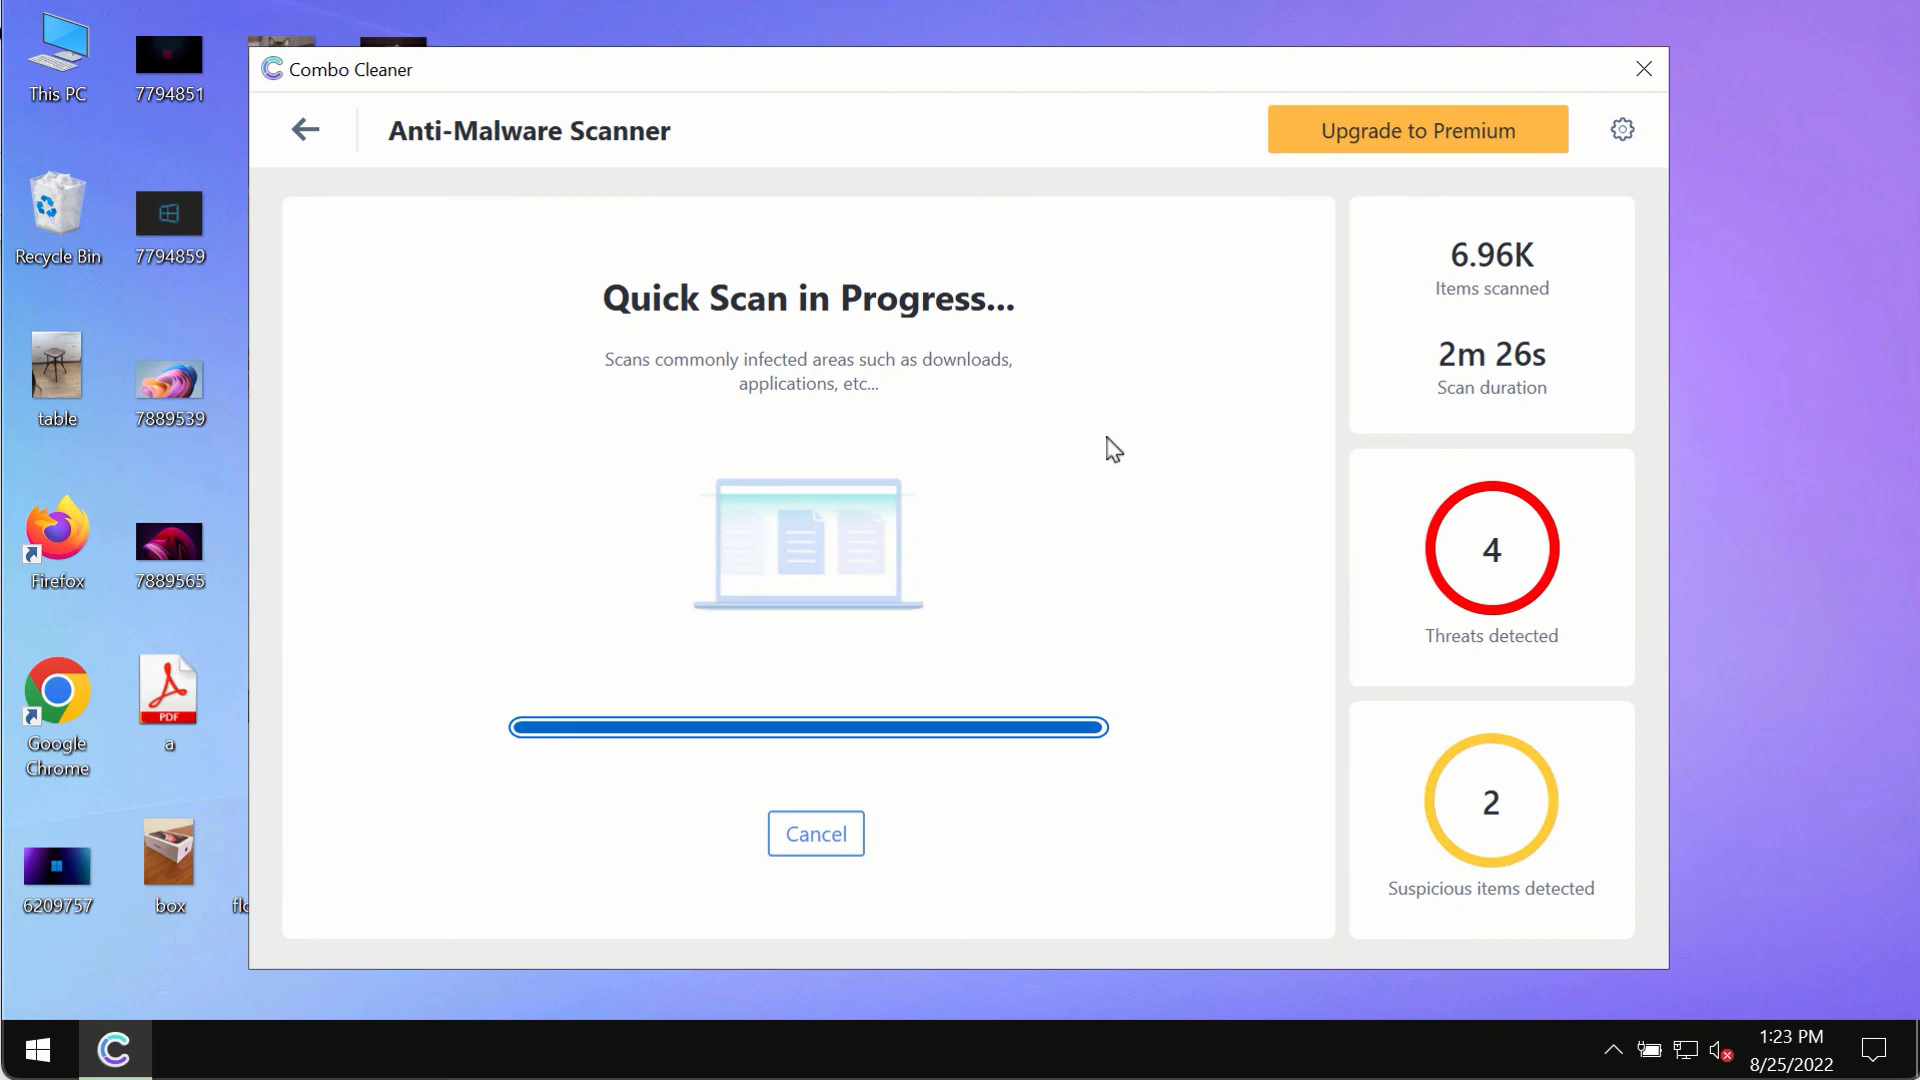 This PC
7794851
Recycle Bin
7794859
table
7889539
Firefox
7889565
Google
Chrome
PDF
a
6209757
box
Combo Cleaner
Anti-Malware Scanner
Upgrade to Premium
Quick Scan in Progress...
Scans commonly infected areas such as downloads,
applications, etc...
Cancel
6.96K
Items scanned
2m 26s
Scan duration
4
Threats detected
2
Suspicious items detected
1:23 PM
8/25/2022